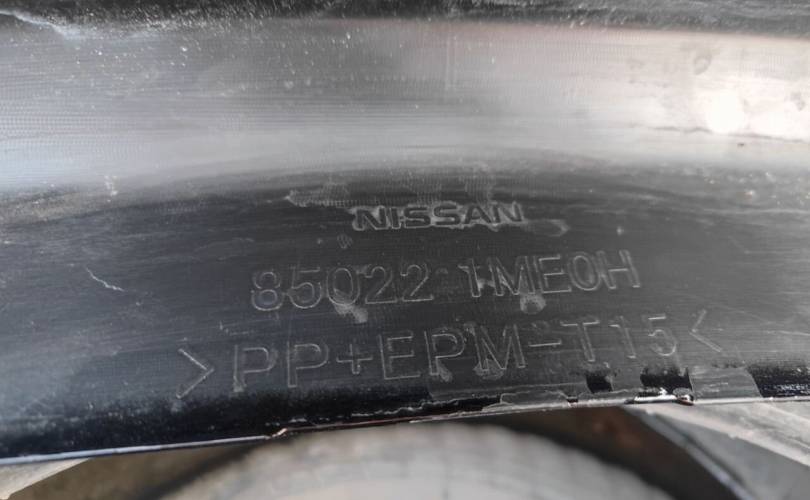 NISSAN
85022 1ME0H
>PP+EPM-T15<